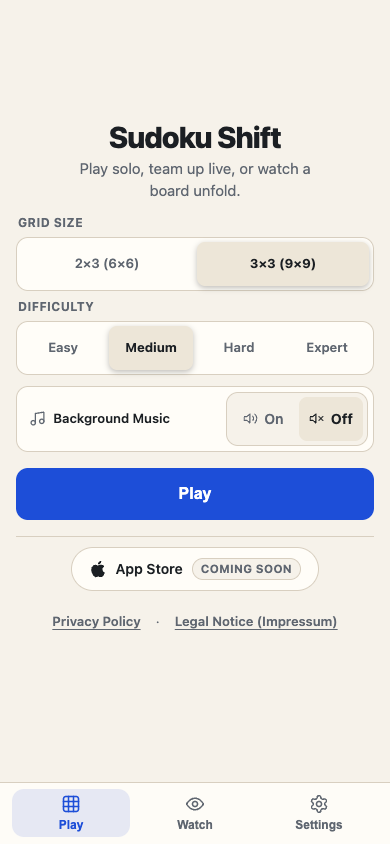 Sudoku Shift
Play solo, team up live, or watch a
board unfold.
GRID SIZE
2×3 (6×6) 3×3 (9×9)
DIFFICULTY
Easy Medium Hard Expert
Background Music On Off
Play
App Store COMING SOON
Privacy Policy · Legal Notice (Impressum)
Play Watch Settings